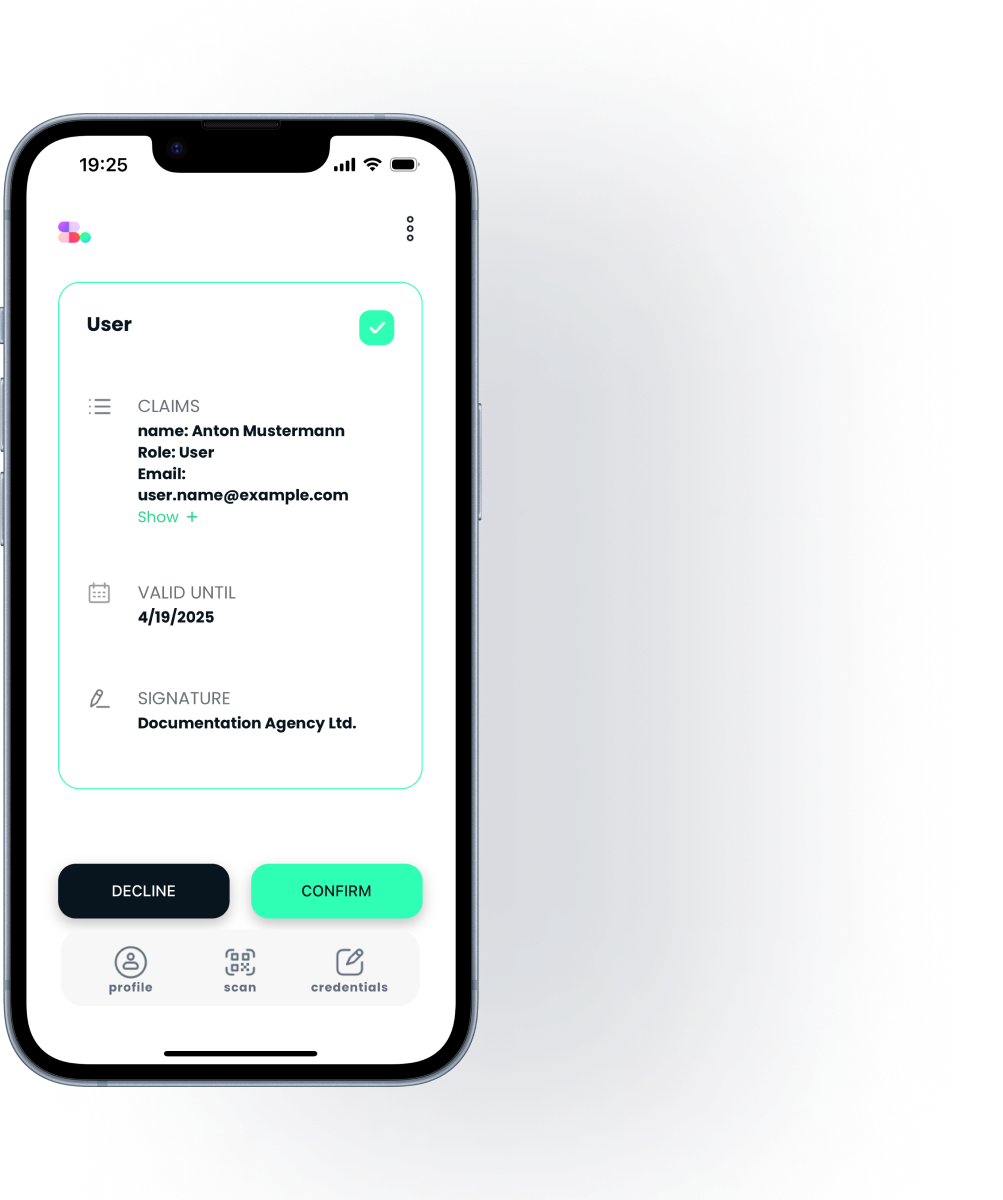 19:25
User
CLAIMS
name: Anton Mustermann
Role: User
Email:
user.name@example.com
Show +
VALID UNTIL
4/19/2025
SIGNATURE
Documentation Agency Ltd.
DECLINE
CONFIRM
profile
scan
credentials